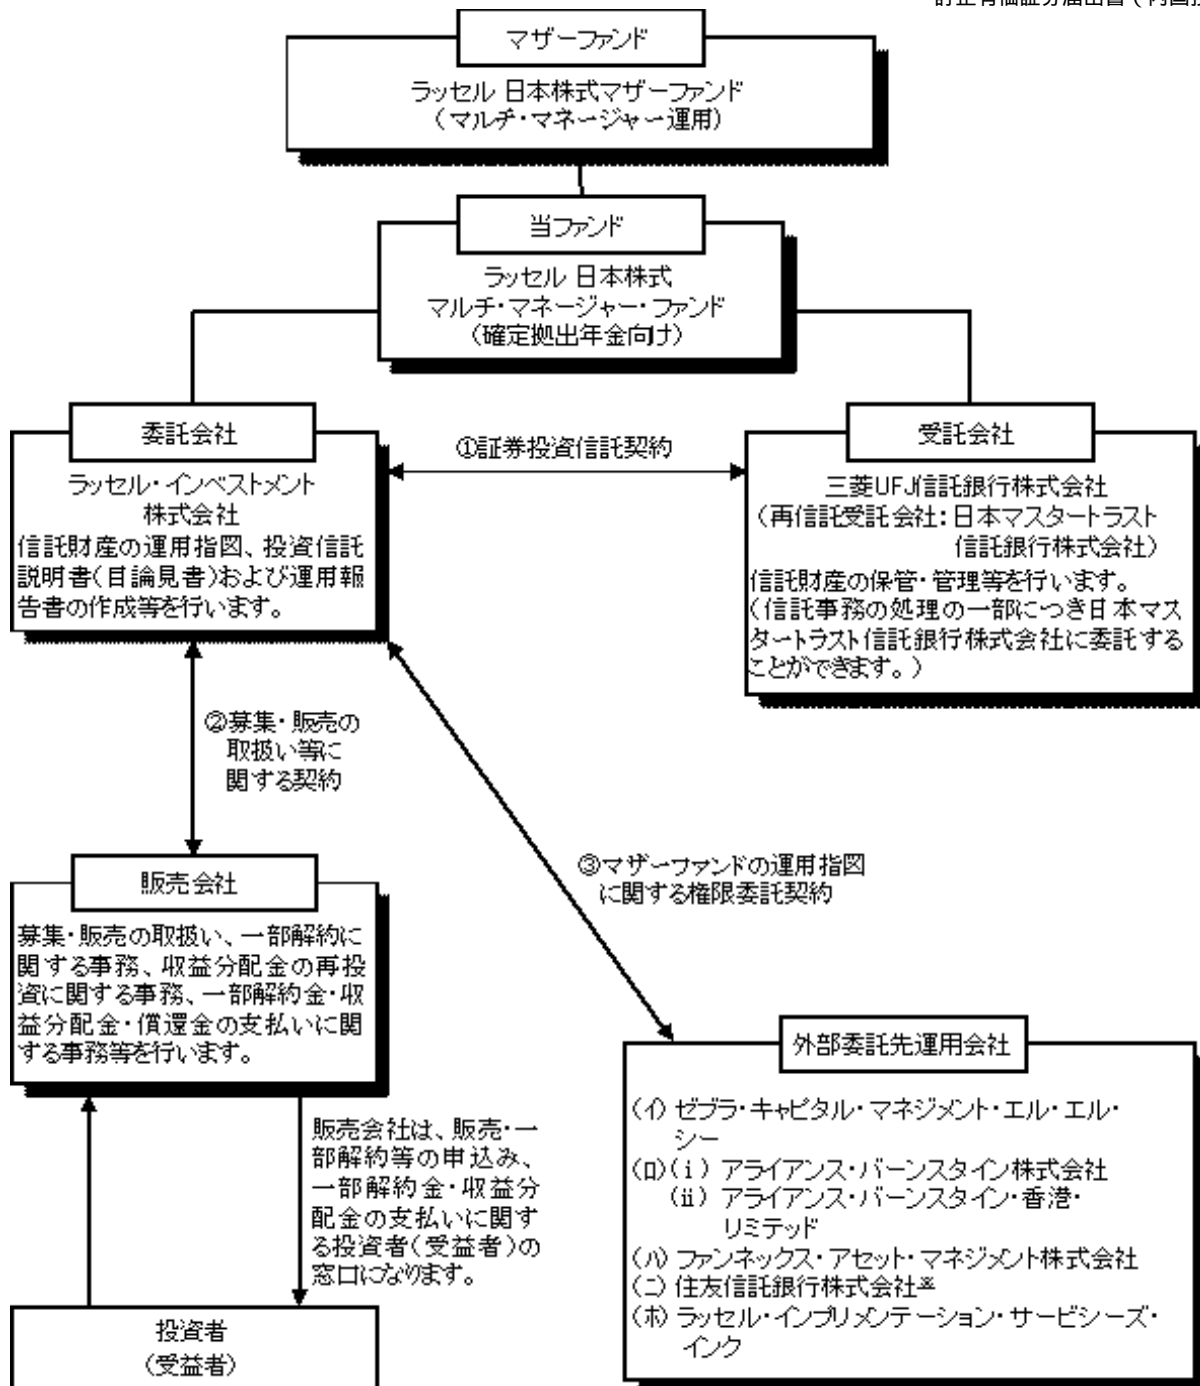 訂正有価証券届出書（内国投
マザーファンド
ラッセル 日本株式マザーファンド
（マルチ・マネージャー運用）
当ファンド
ラッセル 日本株式
マルチ・マネージャー・ファンド
（確定拠出年金向け）
委託会社
ラッセル・インベストメント
株式会社
信託財産の運用指図、投資信託
説明書（目論見書）および運用報
告書の作成等を行います。
①証券投資信託契約
受託会社
三菱UFJ信託銀行株式会社
（再信託受託会社：日本マスタートラスト
信託銀行株式会社）
信託財産の保管・管理等を行います。
（信託事務の処理の一部につき日本マス
タートラスト信託銀行株式会社に委託する
ことができます。）
②募集・販売の
取扱い等に
関する契約
③マザーファンドの運用指図
に関する権限委託契約
販売会社
募集・販売の取扱い、一部解約に
関する事務、収益分配金の再投
資に関する事務、一部解約金・収
益分配金・償還金の支払いに関
する事務等を行います。
販売会社は、販売・一
部解約等の申込み、
一部解約金・収益分
配金の支払いに関す
る投資者（受益者）の
窓口になります。
投資者
（受益者）
外部委託先運用会社
（イ） ゼブラ・キャピタル・マネジメント・エル・エル・
シー
（ロ）（ⅰ） アライアンス・バーンスタイン株式会社
（ⅱ） アライアンス・バーンスタイン・香港・
リミテッド
（ハ） ファンネックス・アセット・マネジメント株式会社
（ニ） 住友信託銀行株式会社※
（ホ） ラッセル・インプリメンテーション・サービシーズ・
インク